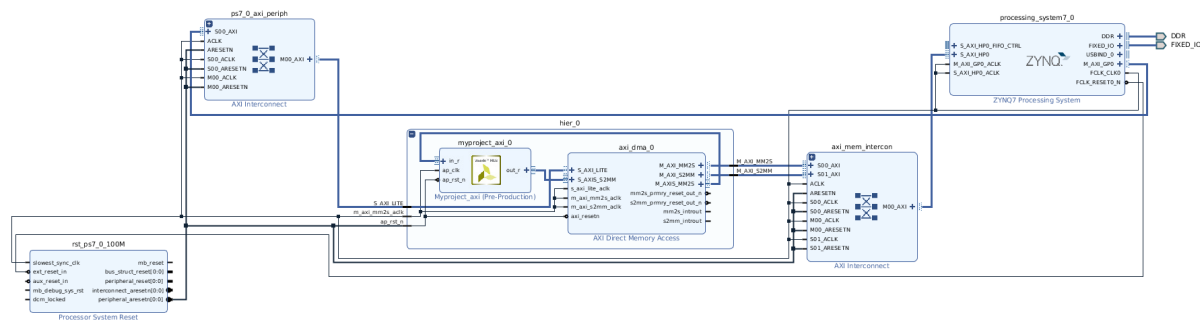 ps7_0_axi_periph
S00_AXI
ACLK
ARESETN
S00_ACLK
S00_ARESETN
M00_ACLK
M00_ARESETN
M00_AXI
AXI Interconnect
processing_system7_0
S_AXI_HP0_FIFO_CTRL
S_AXI_HP0
M_AXI_GP0_ACLK
S_AXI_HP0_ACLK
ZYNQ
DDR
FIXED_IO
USBIND_0
M_AXI_GP0
FCLK_CLK0
FCLK_RESET0_N
ZYNQ7 Processing System
DDR
FIXED_IO
hier_0
myproject_axi_0
in_r
ap_clk
ap_rst_n
out_r
Myproject_axi (Pre-Production)
axi_dma_0
S_AXI_LITE
S_AXIS_S2MM
s_axi_lite_aclk
m_axi_mm2s_aclk
m_axi_s2mm_aclk
axi_resetn
M_AXI_MM2S
M_AXI_S2MM
M_AXIS_MM2S
mm2s_prmry_reset_out_n
s2mm_prmry_reset_out_n
mm2s_introut
s2mm_introut
AXI Direct Memory Access
S_AXI_LITE
m_axi_mm2s_aclk
ap_rst_n
M_AXI_MM2S
M_AXI_S2MM
axi_mem_intercon
S00_AXI
S01_AXI
ACLK
ARESETN
S00_ACLK
S00_ARESETN
M00_ACLK
M00_ARESETN
S01_ACLK
S01_ARESETN
M00_AXI
AXI Interconnect
rst_ps7_0_100M
slowest_sync_clk
ext_reset_in
aux_reset_in
mb_debug_sys_rst
dcm_locked
mb_reset
bus_struct_reset[0:0]
peripheral_reset[0:0]
interconnect_aresetn[0:0]
peripheral_aresetn[0:0]
Processor System Reset